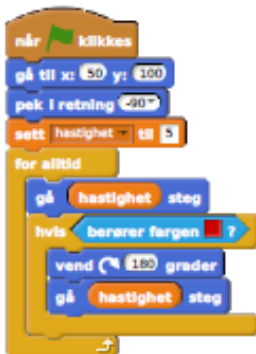 når klikkes
gå til x: 50 y: 100
pek i retning -90
sett hastighet til 5
for alltid
gå hastighet steg
hvis berører fargen ?
vend 180 grader
gå hastighet steg